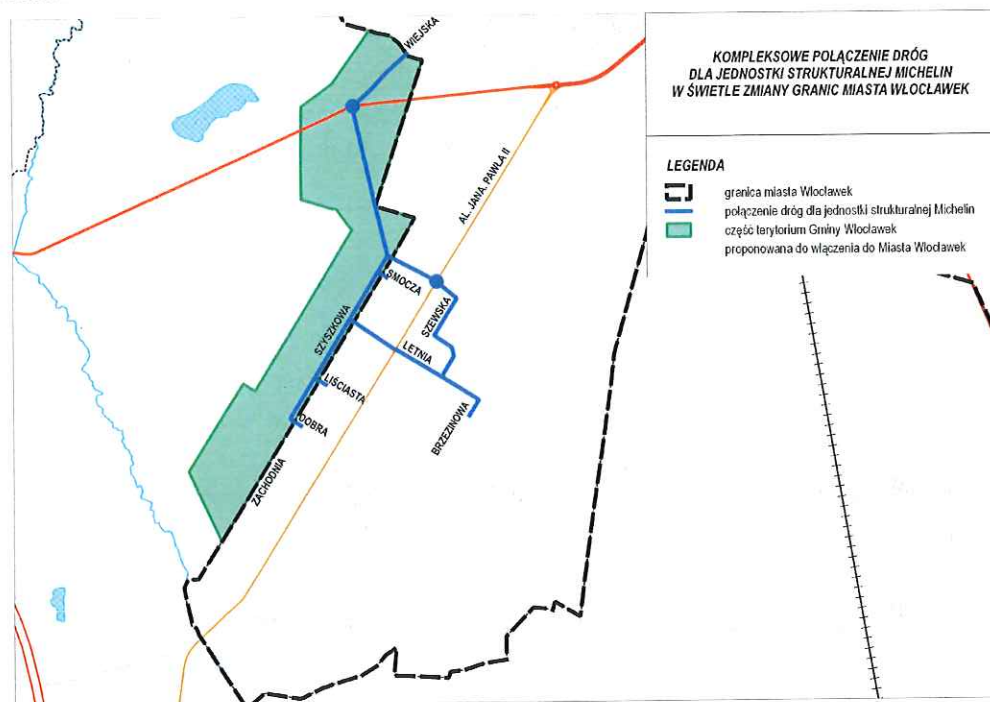 KOMPLEKSOWE POŁĄCZENIE DRÓG
DLA JEDNOSTKI STRUKTURALNEJ MICHELIN
W ŚWIETLE ZMIANY GRANIC MIASTA WŁOCŁAWEK
LEGENDA
granica miasta Włocławek
połączenie dróg dla jednostki strukturalnej Michelin
część terytorium Gminy Włocławek
proponowana do włączenia do Miasta Włocławek
WIEJSKA
AL. JANA. PAWŁA II
SMOCZA
SZEWSKA
SZYSZKOWA
LETNIA
LIŚCIASTA
DOBRA
BRZEZINOWA
ZACHODNIA